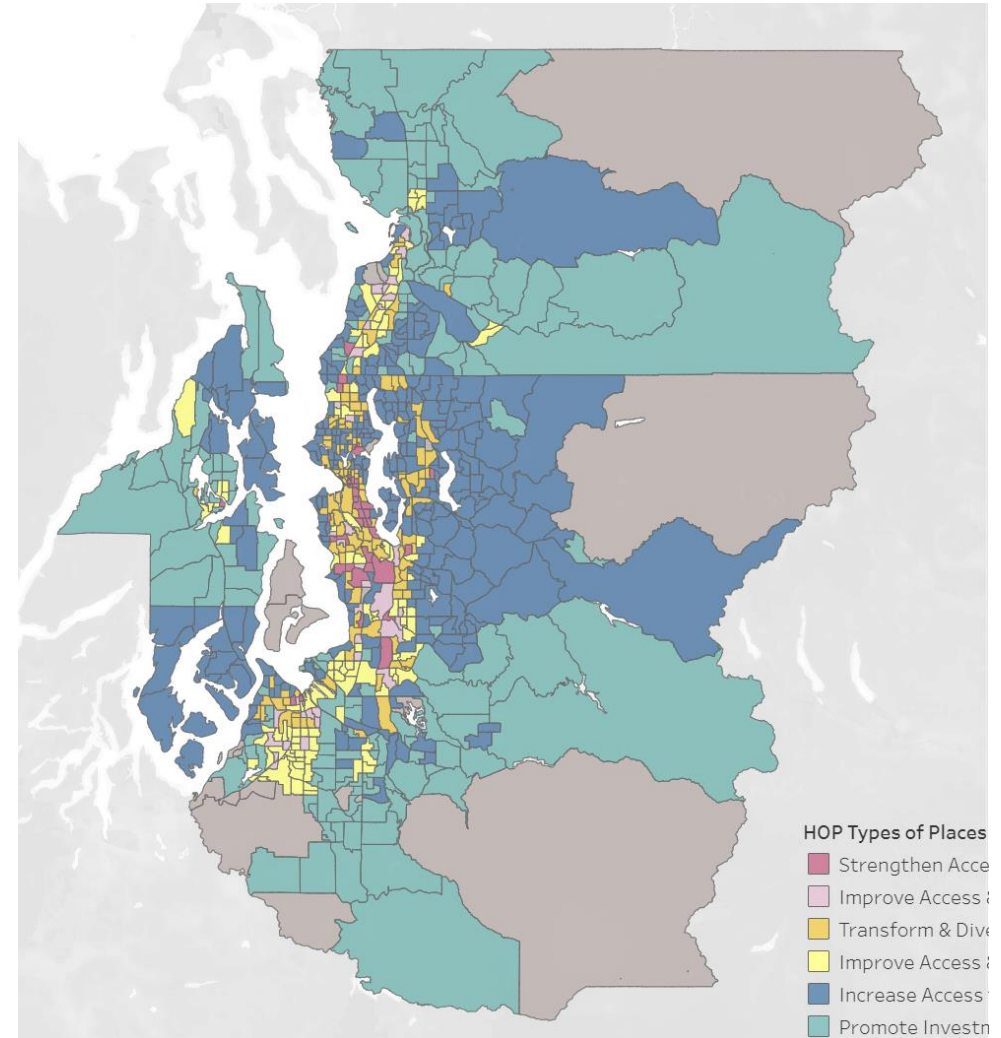 HOP Types of Places
Strengthen Acce
Improve Access &
Transform & Dive
Improve Access &
Increase Access
Promote Investm